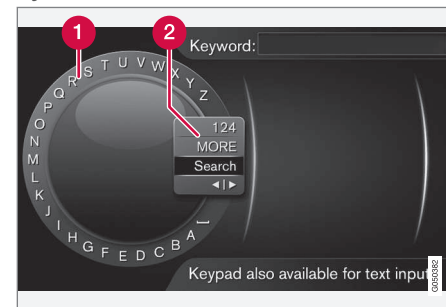 1
2
Keyword:
A B C D E F G H I J K L M N O P Q R S T U V W X Y Z
124
MORE
Search
◄|►
Keypad also available for text input
G050382